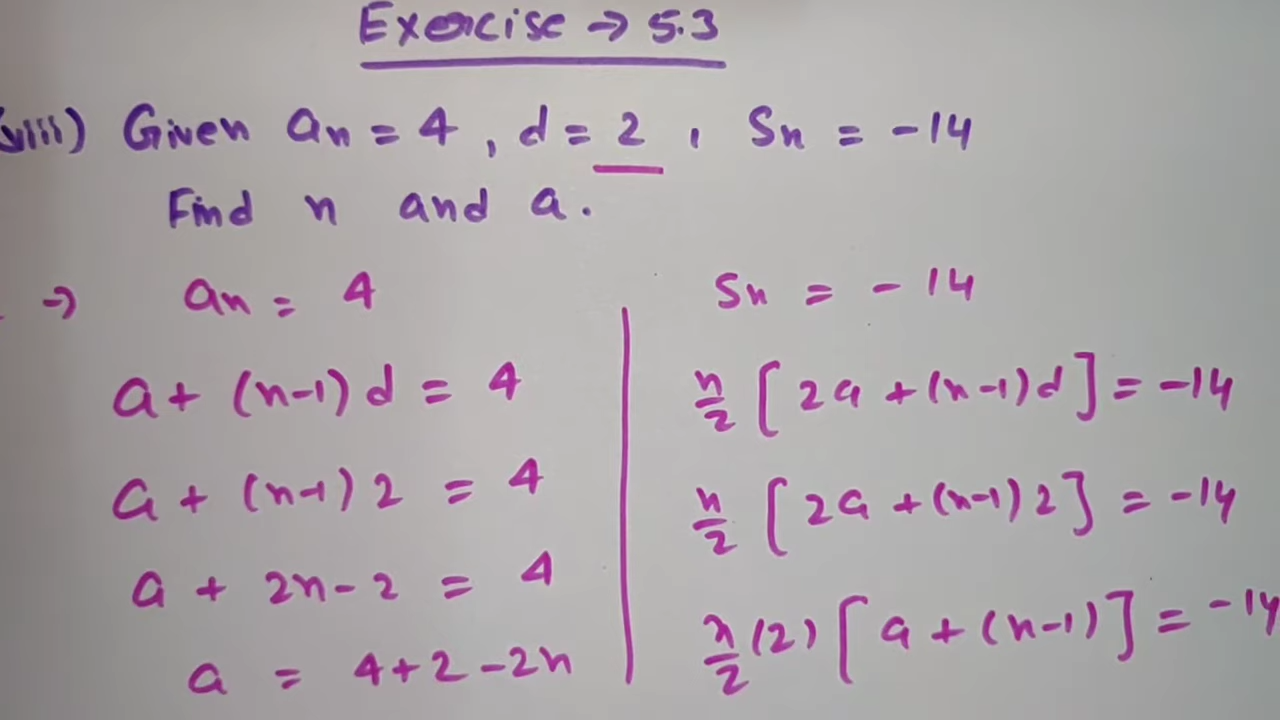 Exercise → 5.3
(viii) Given an = 4, d = 2, Sn = -14
Find n and a.
→ an = 4
a + (n-1) d = 4
a + (n-1) 2 = 4
a + 2n - 2 = 4
a = 4+2-2n
Sn = -14
n/2 [2a + (n-1)d] = -14
n/2 [2a + (n-1) 2] = -14
n/2 (2) [a + (n-1)] = -14